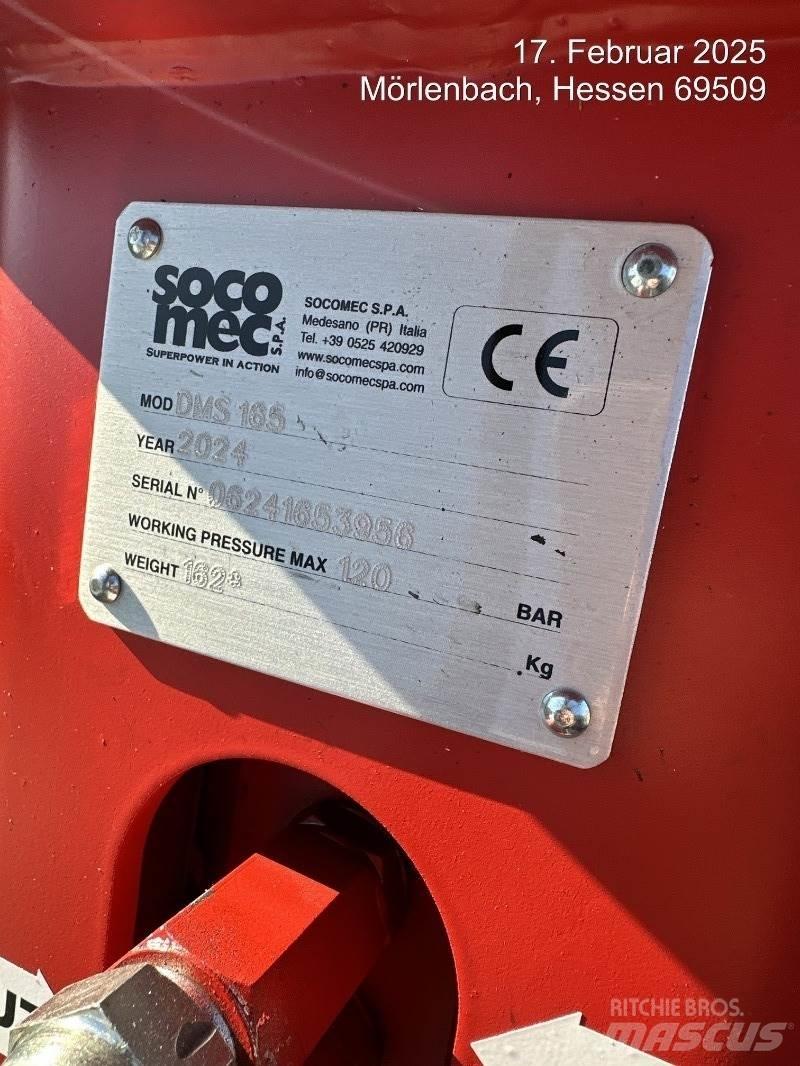 17. Februar 2025
Mörlenbach, Hessen 69509
soco
mec S.P.A.
SUPERPOWER IN ACTION
SOCOMEC S.P.A.
Medesano (PR) Italia
Tel. +39 0525 420929
www.socomecspa.com
info@socomecspa.com
CE
MOD DMS 165
YEAR 2024
SERIAL N° 06241653956
WORKING PRESSURE MAX 120 BAR
WEIGHT 162 Kg
RITCHIE BROS.
MASCUS